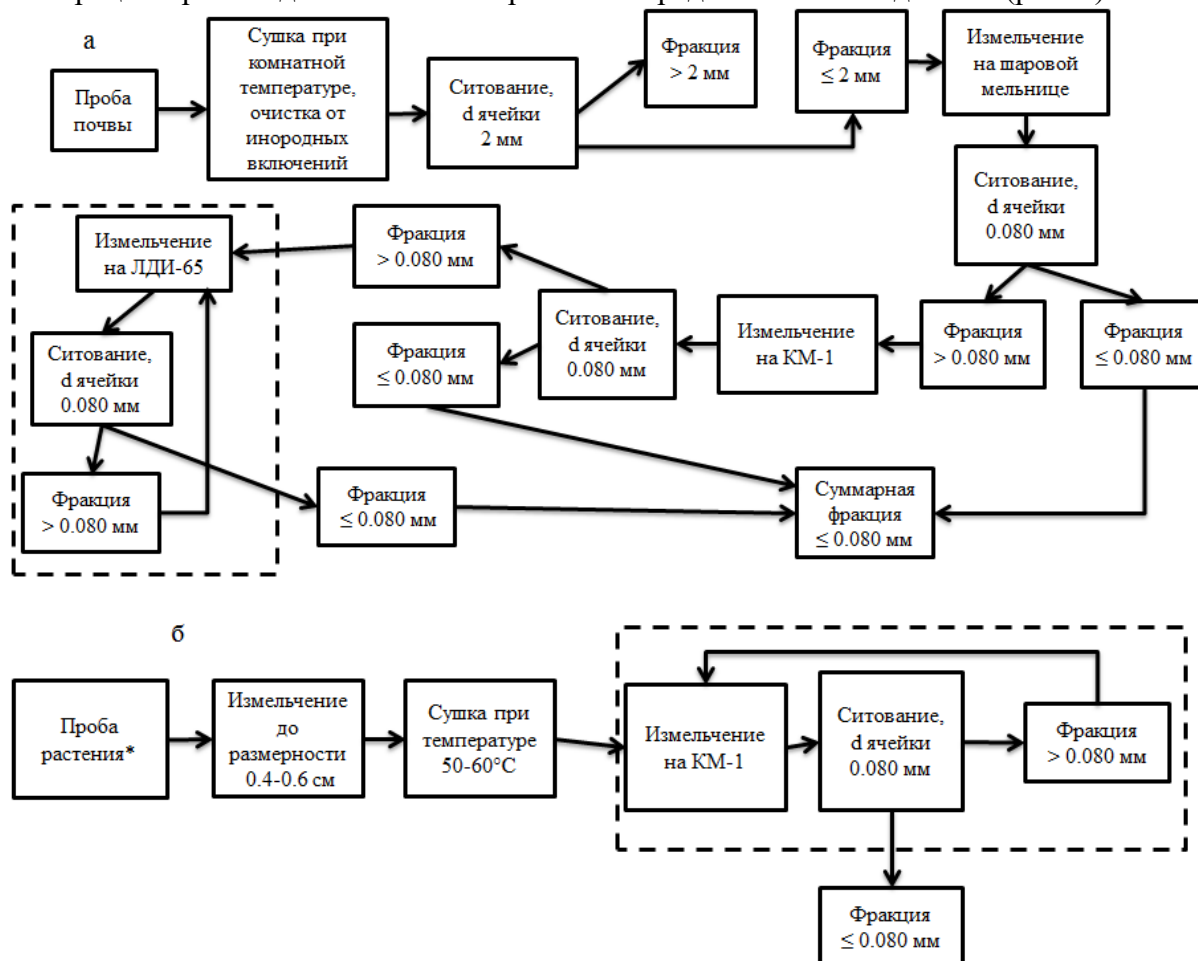 а
Проба
почвы
Сушка при
комнатной
температуре,
очистка от
инородных
включений
Ситование,
d ячейки
2 мм
Фракция
> 2 мм
Фракция
≤ 2 мм
Измельчение
на шаровой
мельнице
Ситование,
d ячейки
0.080 мм
Фракция
> 0.080 мм
Фракция
≤ 0.080 мм
Измельчение
на КМ-1
Ситование,
d ячейки
0.080 мм
Фракция
> 0.080 мм
Фракция
≤ 0.080 мм
Измельчение
на ЛДИ-65
Ситование,
d ячейки
0.080 мм
Фракция
> 0.080 мм
Фракция
≤ 0.080 мм
Суммарная
фракция
≤ 0.080 мм
б
Проба
растения*
Измельчение
до
размерности
0.4-0.6 см
Сушка при
температуре
50-60°С
Измельчение
на КМ-1
Ситование,
d ячейки
0.080 мм
Фракция
> 0.080 мм
Фракция
≤ 0.080 мм